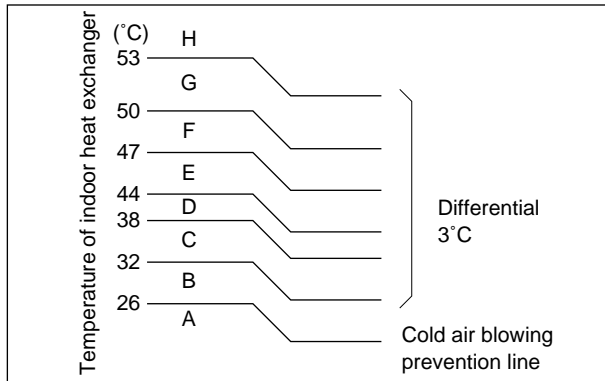 Temperature of indoor heat exchanger
(˚C)
H
53
G
50
F
47
E
44
D
38
C
32
B
26
A
Differential
3˚C
Cold air blowing
prevention line